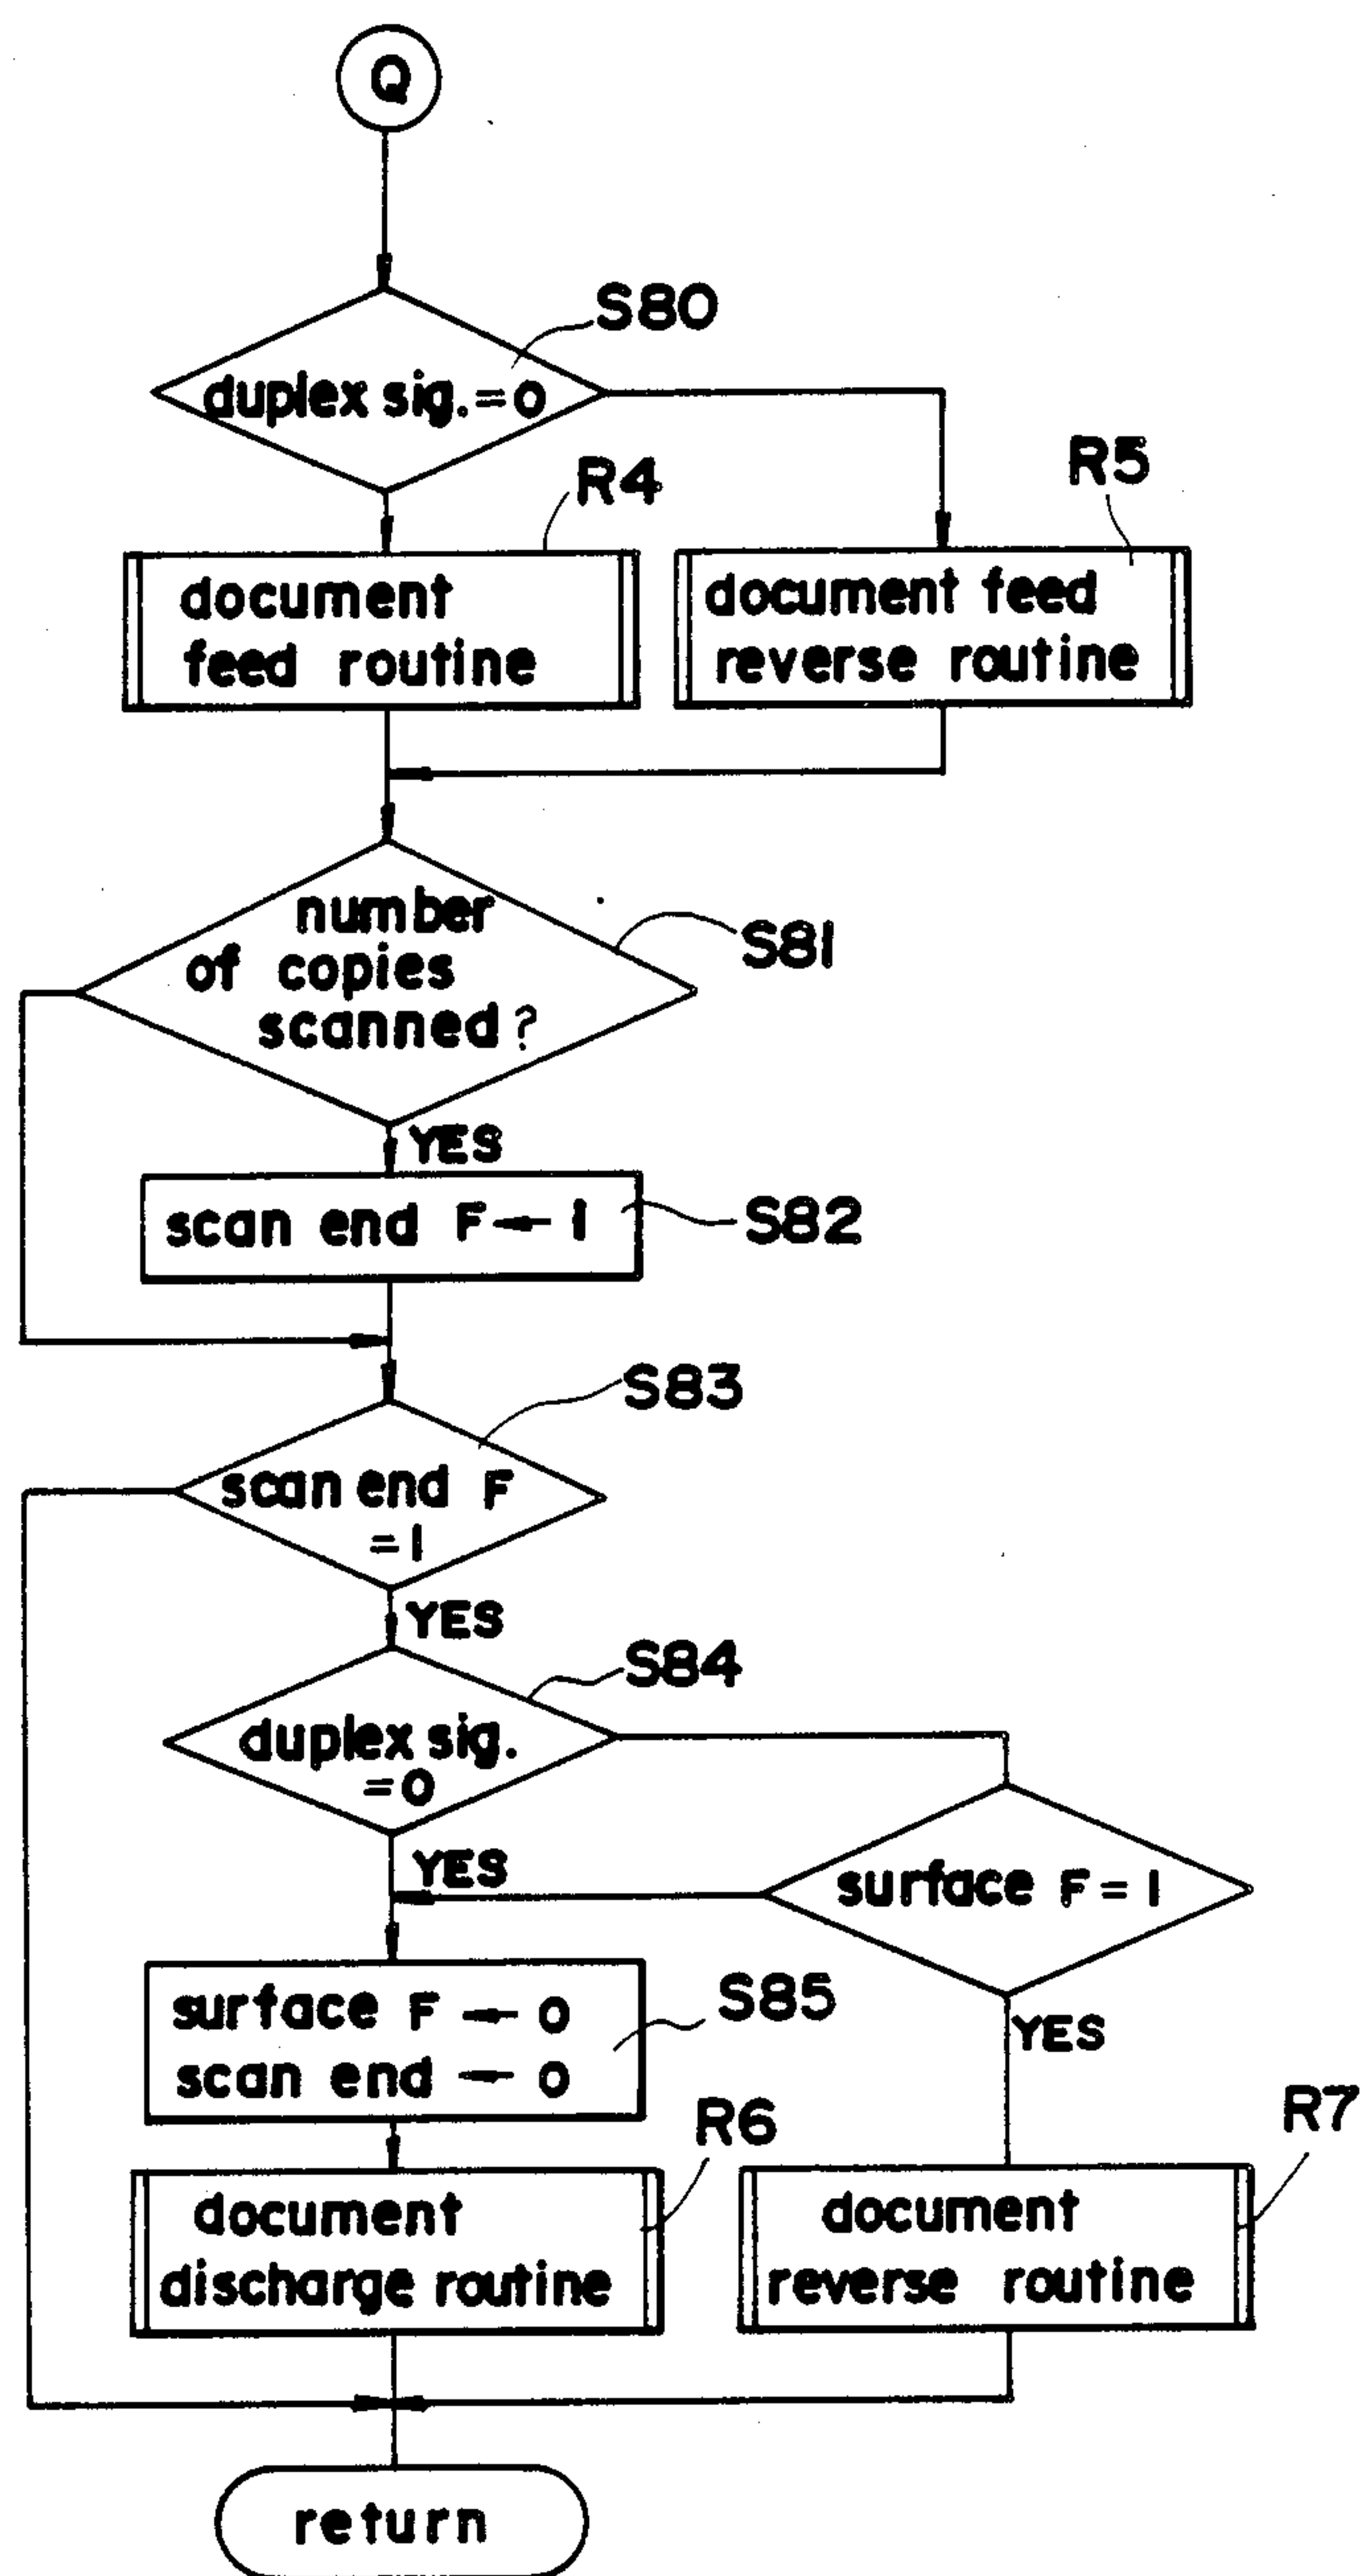 Q
S80
duplex sig.=0
R4
R5
document
feed routine
document feed
reverse routine
number
of copies
scanned?
S81
YES
scan end F←1
S82
S83
scan end F
=1
YES
S84
duplex sig.
=0
YES
surface F=1
YES
surface F ← 0
scan end ← 0
S85
R6
R7
document
discharge routine
document
reverse routine
return